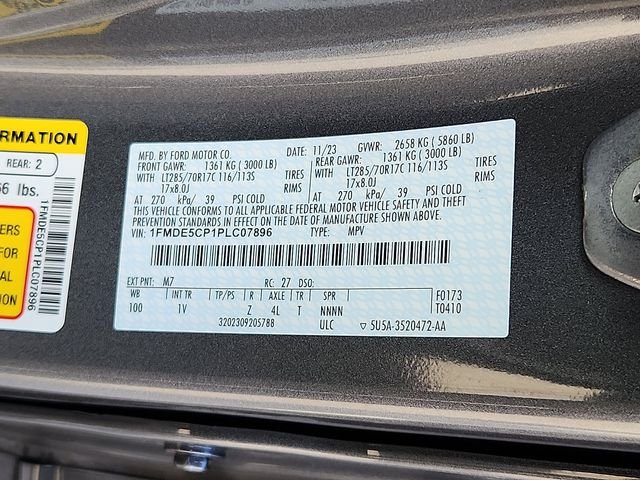 RMATION
REAR: 2
56 lbs.
ERS
FOR
AL
ION
1FMDE5CP1PLC07896
MFD. BY FORD MOTOR CO. DATE: 11/23 GVWR: 2658 KG ( 5860 LB)
FRONT GAWR: 1361 KG ( 3000 LB) REAR GAWR: 1361 KG ( 3000 LB)
WITH LT285/70R17C 116/113S TIRES WITH LT285/70R17C 116/113S TIRES
17x8.0J RIMS 17x8.0J RIMS
AT 270 kPa/ 39 PSI COLD AT 270 kPa/ 39 PSI COLD
THIS VEHICLE CONFORMS TO ALL APPLICABLE FEDERAL MOTOR VEHICLE SAFETY AND THEFT
PREVENTION STANDARDS IN EFFECT ON THE DATE OF MANUFACTURE SHOWN ABOVE.
VIN: 1FMDE5CP1PLC07896 TYPE: MPV
EXT PNT: M7 RC: 27 DSO:
WB INT TR TP/PS R AXLE TR SPR F0173
100 1V Z 4L T NNNN T0410
3202309205788 ULC 5U5A-3520472-AA